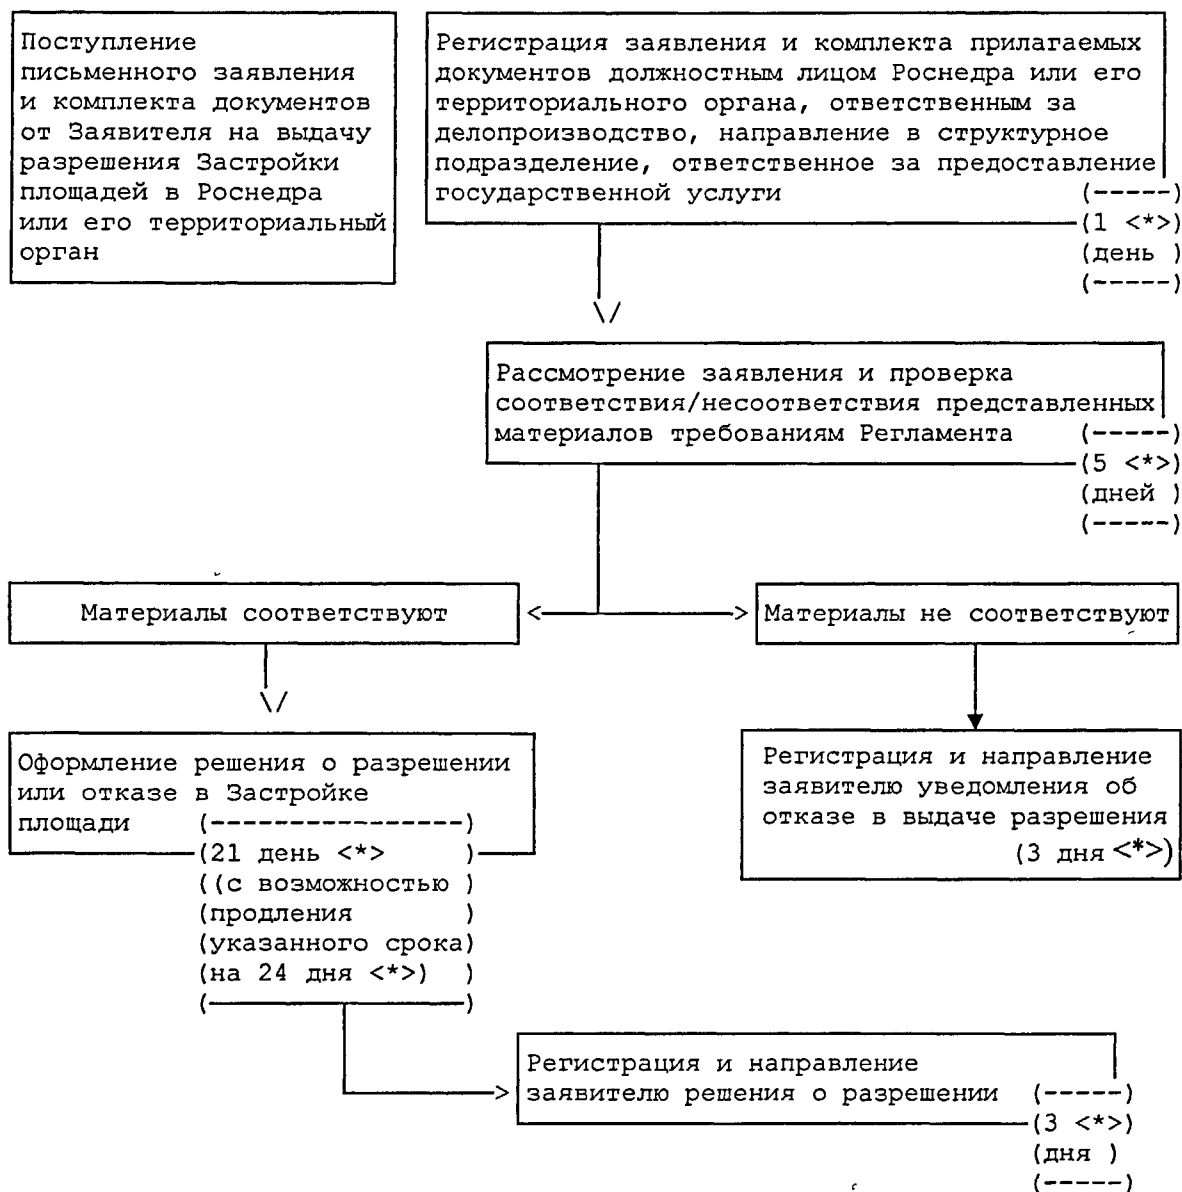 Поступление
письменного заявления
и комплекта документов
от Заявителя на выдачу
разрешения Застройки
площадей в Роснедра
или его территориальный
орган
Регистрация заявления и комплекта прилагаемых
документов должностным лицом Роснедра или его
территориального органа, ответственным за
делопроизводство, направление в структурное
подразделение, ответственное за предоставление
государственной услуги (-----)
(1 <*>)
(день )
(-----)
\/
Рассмотрение заявления и проверка
соответствия/несоответствия представленных
материалов требованиям Регламента (-----)
(5 <*>)
(дней )
(-----)
Материалы соответствуют
<
>
Материалы не соответствуют
\/
Оформление решения о разрешении
или отказе в Застройке
площади (-----------------)
(21 день <*> )
((с возможностью )
(продления )
(указанного срока)
(на 24 дня <*>) )
( )
Регистрация и направление
заявителю уведомления об
отказе в выдаче разрешения
(3 дня <*>)
>
Регистрация и направление
заявителю решения о разрешении (-----)
(3 <*>)
(дня )
(-----)